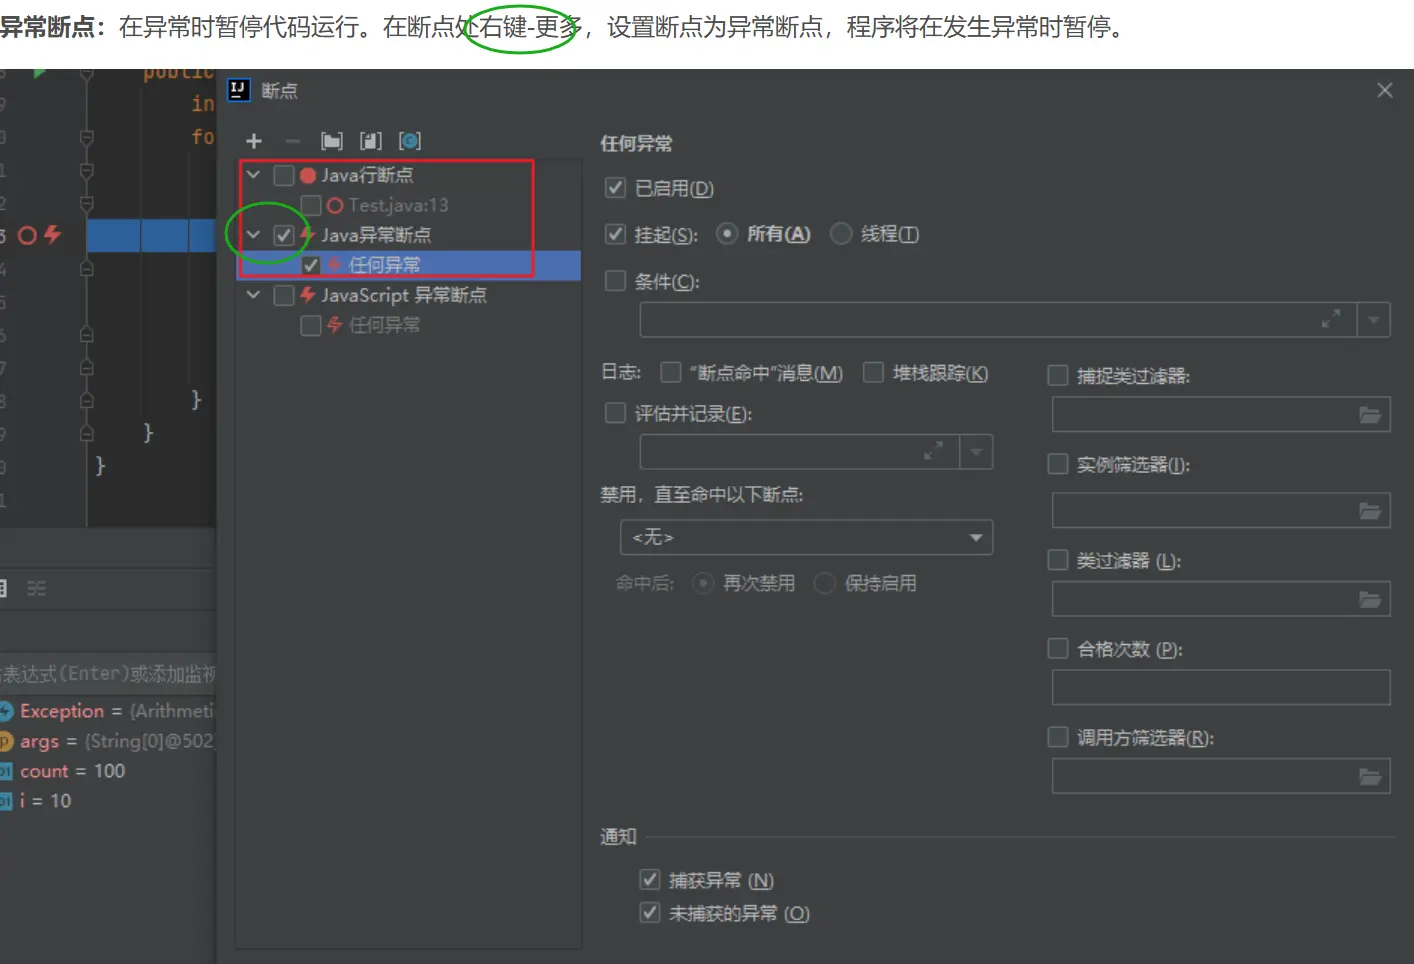 异常断点：在异常时暂停代码运行。在断点处右键-更多，设置断点为异常断点，程序将在发生异常时暂停。
public
in
fo
}
}
}
表达式(Enter)或添加监视
Exception = {Arithmeti
args = {String[0]@502
count = 100
i = 10
断点
Java行断点
Test.java:13
Java异常断点
任何异常
JavaScript 异常断点
任何异常
任何异常
已启用(D)
挂起(S): 所有(A) 线程(T)
条件(C):
日志: “断点命中”消息(M) 堆栈跟踪(K)
评估并记录(E):
禁用，直至命中以下断点:
<无>
命中后: 再次禁用 保持启用
捕捉类过滤器:
实例筛选器(I):
类过滤器 (L):
合格次数 (P):
调用方筛选器(R):
通知
捕获异常 (N)
未捕获的异常 (O)